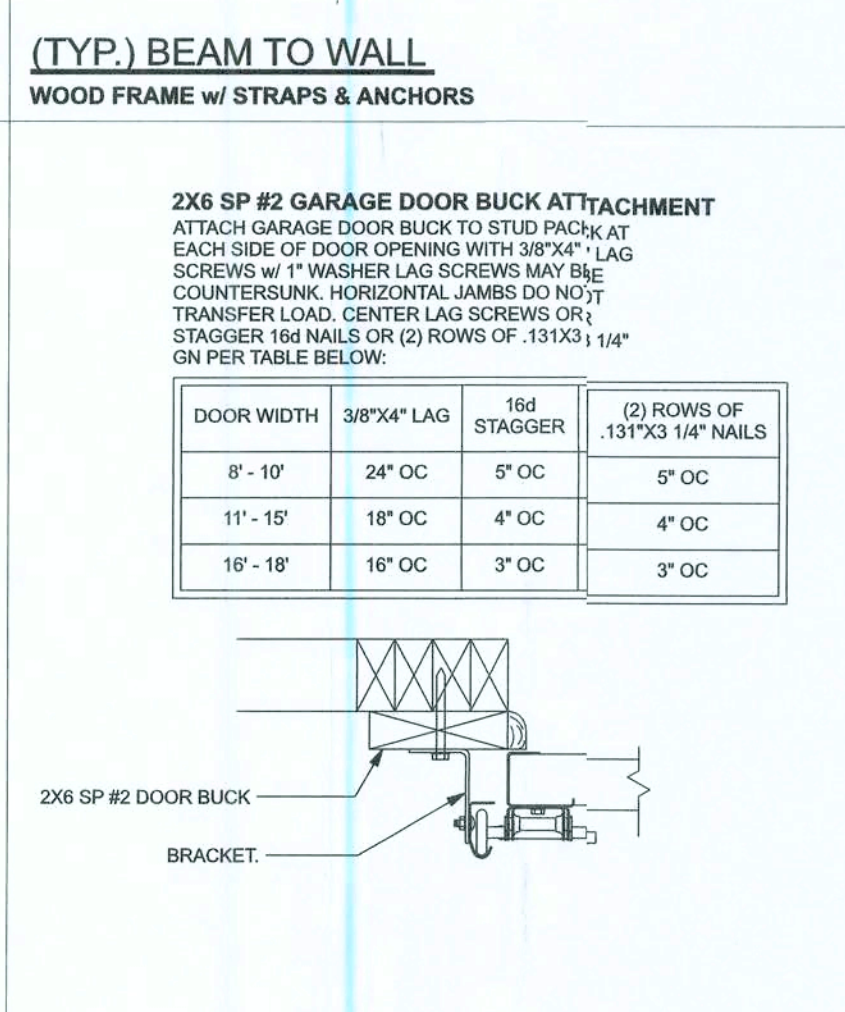 (TYP.) BEAM TO WALL
WOOD FRAME w/ STRAPS & ANCHORS
2X6 SP #2 GARAGE DOOR BUCK ATTACHMENT
ATTACH GARAGE DOOR BUCK TO STUD PACK AT
EACH SIDE OF DOOR OPENING WITH 3/8"X4" LAG
SCREWS w/ 1" WASHER LAG SCREWS MAY BE
COUNTERSUNK. HORIZONTAL JAMBS DO NOT
TRANSFER LOAD. CENTER LAG SCREWS OR
STAGGER 16d NAILS OR (2) ROWS OF .131X3 1/4"
GN PER TABLE BELOW:
DOOR WIDTH 3/8"X4" LAG 16d STAGGER (2) ROWS OF .131"X3 1/4" NAILS
8' - 10' 24" OC 5" OC 5" OC
11' - 15' 18" OC 4" OC 4" OC
16' - 18' 16" OC 3" OC 3" OC
2X6 SP #2 DOOR BUCK
BRACKET.